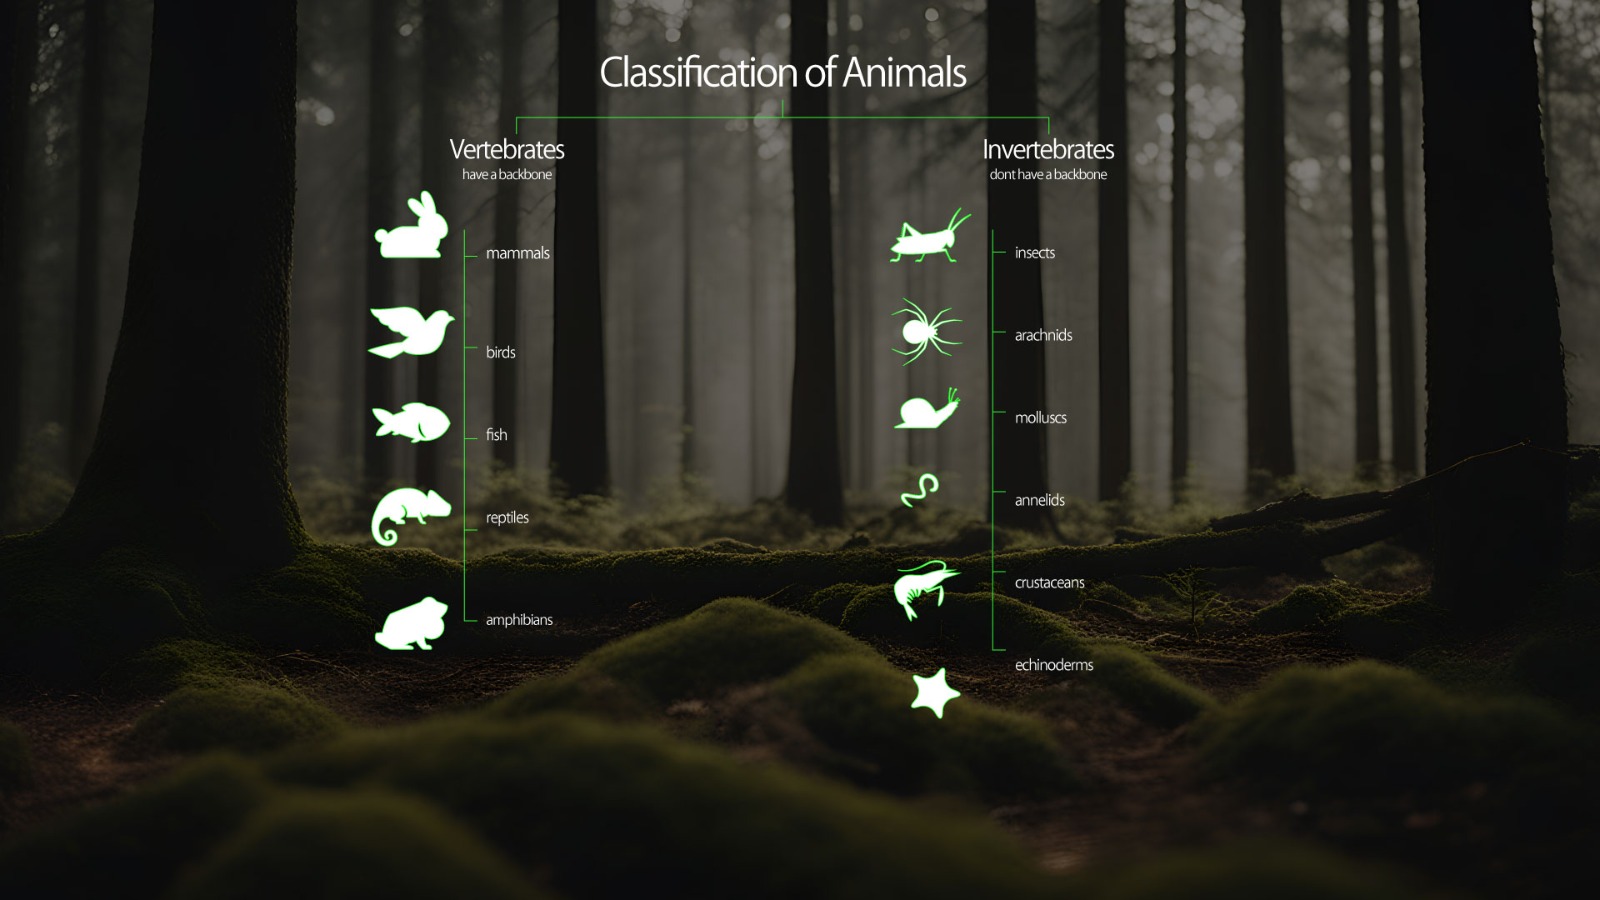 Classification of Animals
Vertebrates
have a backbone
mammals
birds
fish
reptiles
amphibians
Invertebrates
dont have a backbone
insects
arachnids
molluscs
annelids
crustaceans
echinoderms